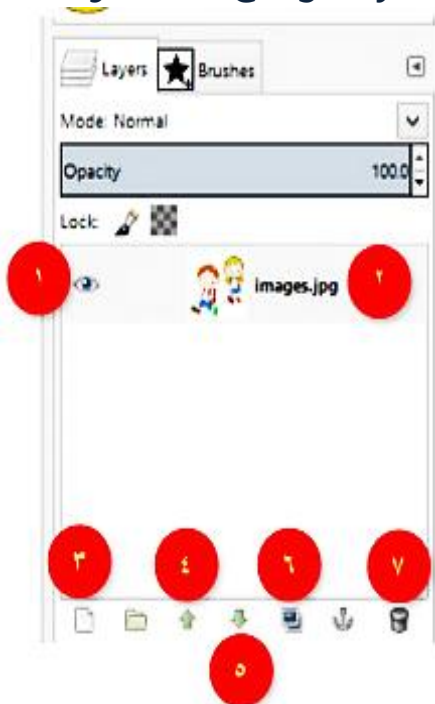 Layers Brushes
Mode: Normal
Opacity 100.0
Lock:
١ images.jpg ٢
٣ ٤ ٦ ٧
٥